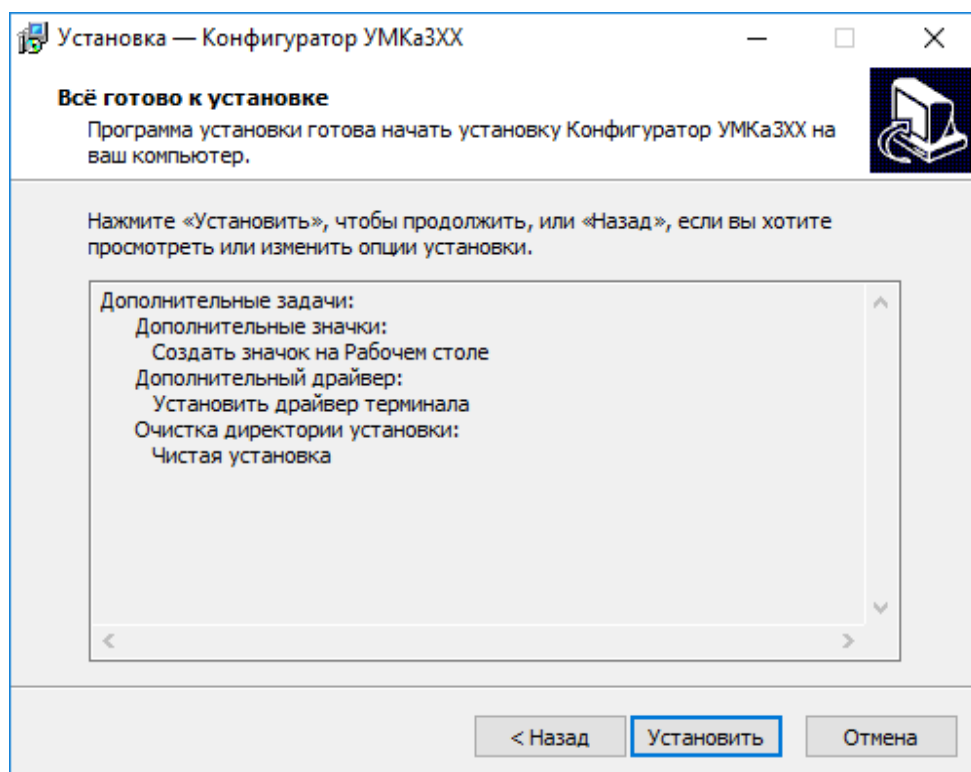 Установка — Конфигуратор УМКа3ХХ
Всё готово к установке
Программа установки готова начать установку Конфигуратор УМКа3ХХ на
ваш компьютер.
Нажмите «Установить», чтобы продолжить, или «Назад», если вы хотите
просмотреть или изменить опции установки.
Дополнительные задачи:
Дополнительные значки:
Создать значок на Рабочем столе
Дополнительный драйвер:
Установить драйвер терминала
Очистка директории установки:
Чистая установка
< Назад
Установить
Отмена